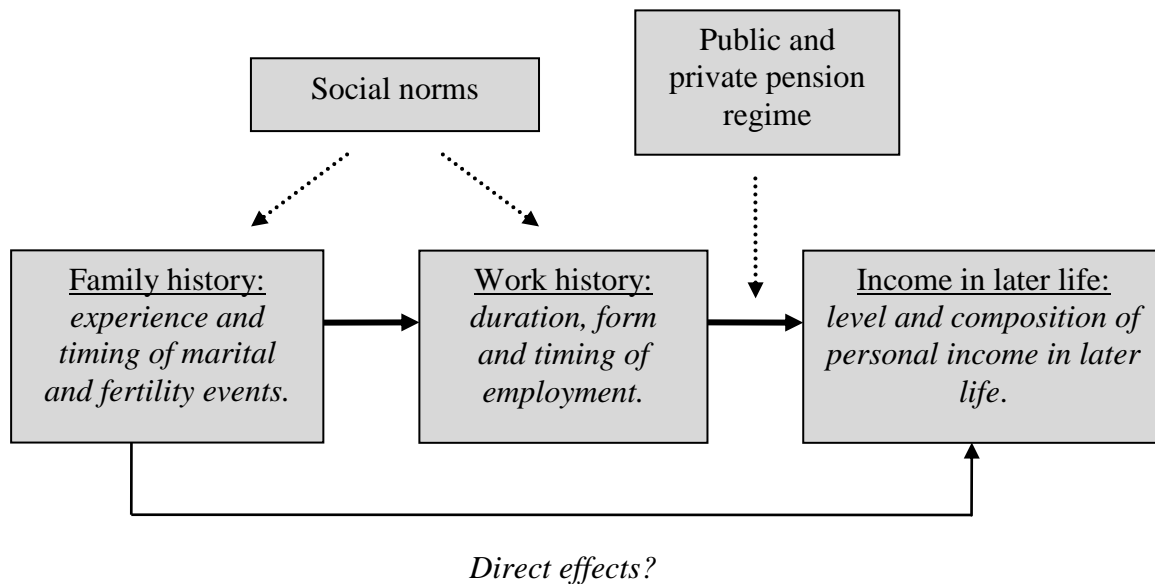 Social norms
Public and
private pension
regime
Family history:
experience and
timing of marital
and fertility events.
Work history:
duration, form
and timing of
employment.
Income in later life:
level and composition of
personal income in later
life.
Direct effects?